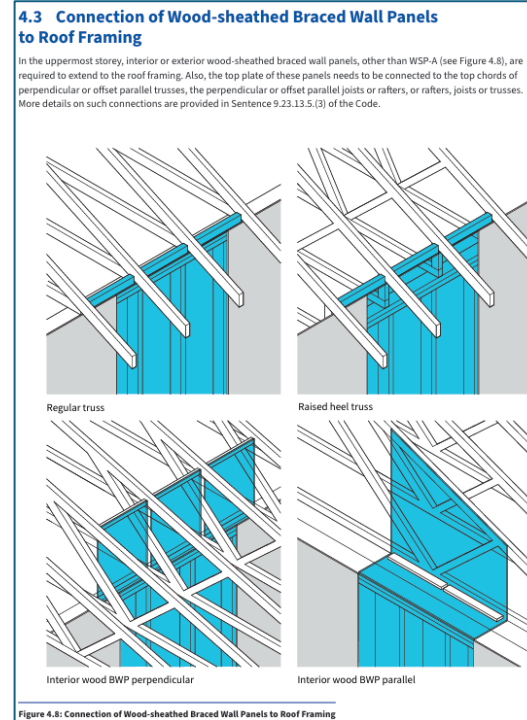 4.3 Connection of Wood-sheathed Braced Wall Panels
to Roof Framing
In the uppermost storey, interior or exterior wood-sheathed braced wall panels, other than WSP-A (see Figure 4.8), are
required to extend to the roof framing. Also, the top plate of these panels needs to be connected to the top chords of
perpendicular or offset parallel trusses, the perpendicular or offset parallel joists or rafters, or rafters, joists or trusses.
More details on such connections are provided in Sentence 9.23.13.5.(3) of the Code.
Regular truss
Raised heel truss
Interior wood BWP perpendicular
Interior wood BWP parallel
Figure 4.8: Connection of Wood-sheathed Braced Wall Panels to Roof Framing